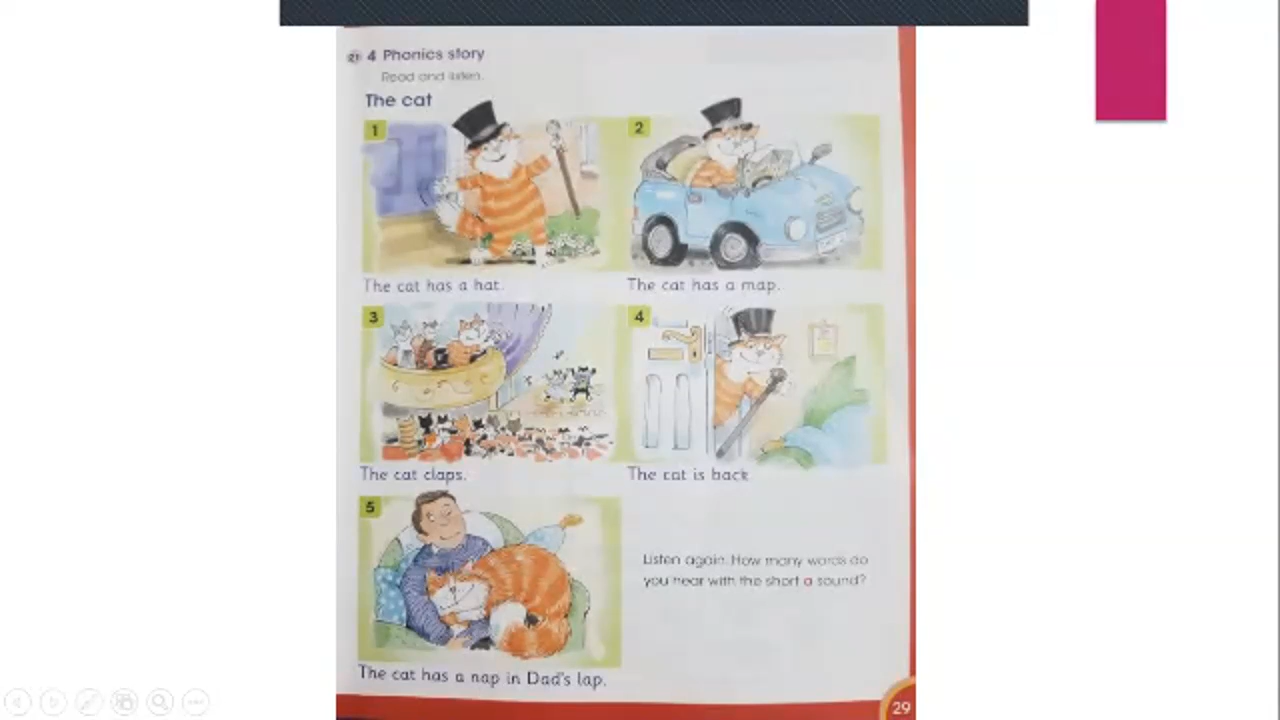 21 4 Phonics story
Read and listen.
The cat
1
2
The cat has a hat.
The cat has a map.
3
4
The cat claps.
The cat is back
5
Listen again. How many words do
you hear with the short a sound?
The cat has a nap in Dad's lap.
29